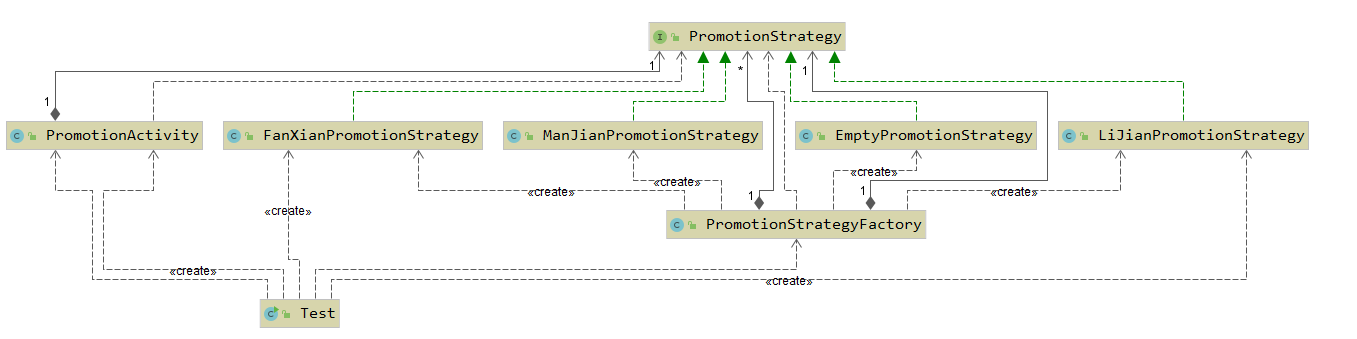 I PromotionStrategy
1
*
1
1
C PromotionActivity
C FanXianPromotionStrategy
C ManJianPromotionStrategy
C EmptyPromotionStrategy
C LiJianPromotionStrategy
«create»
«create»
«create»
«create»
1
1
«create»
C PromotionStrategyFactory
«create»
«create»
C Test